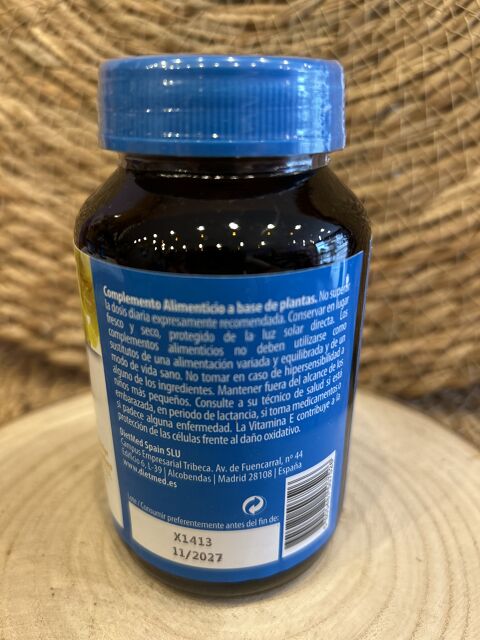 Complemento Alimenticio a base de plantas. No superar
la dosis diaria expresamente recomendada. Conservar en lugar
fresco y seco, protegido de la luz solar directa. Los
complementos alimenticios no deben utilizarse como
sustitutos de una alimentación variada y equilibrada y de un
modo de vida sano. No tomar en caso de hipersensibilidad a
alguno de los ingredientes. Mantener fuera del alcance de los
niños más pequeños. Consulte a su técnico de salud si está
embarazada, en periodo de lactancia, si toma medicamentos o
si padece alguna enfermedad. La Vitamina E contribuye a la
protección de las células frente al daño oxidativo.
DietMed Spain SLU
Campus Empresarial Tribeca. Av. de Fuencarral, nº 44
Edificio 6, L-39 | Alcobendas | Madrid 28108 | España
www.dietmed.es
Lote / Consumir preferentemente antes del fin de:
X1413
11/2027